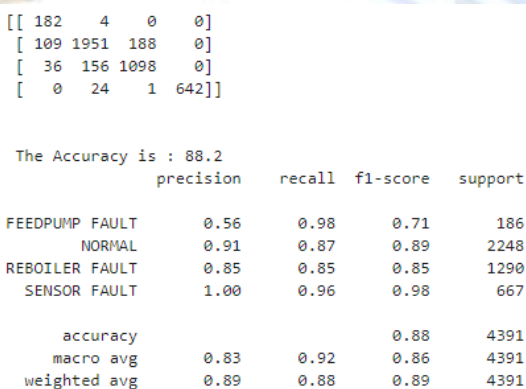 [[ 182 4 0 0]
[ 109 1951 188 0]
[ 36 156 1098 0]
[ 0 24 1 642]]
The Accuracy is : 88.2
precision recall f1-score support
FEEDPUMP FAULT 0.56 0.98 0.71 186
NORMAL 0.91 0.87 0.89 2248
REBOILER FAULT 0.85 0.85 0.85 1290
SENSOR FAULT 1.00 0.96 0.98 667
accuracy 0.88 4391
macro avg 0.83 0.92 0.86 4391
weighted avg 0.89 0.88 0.89 4391